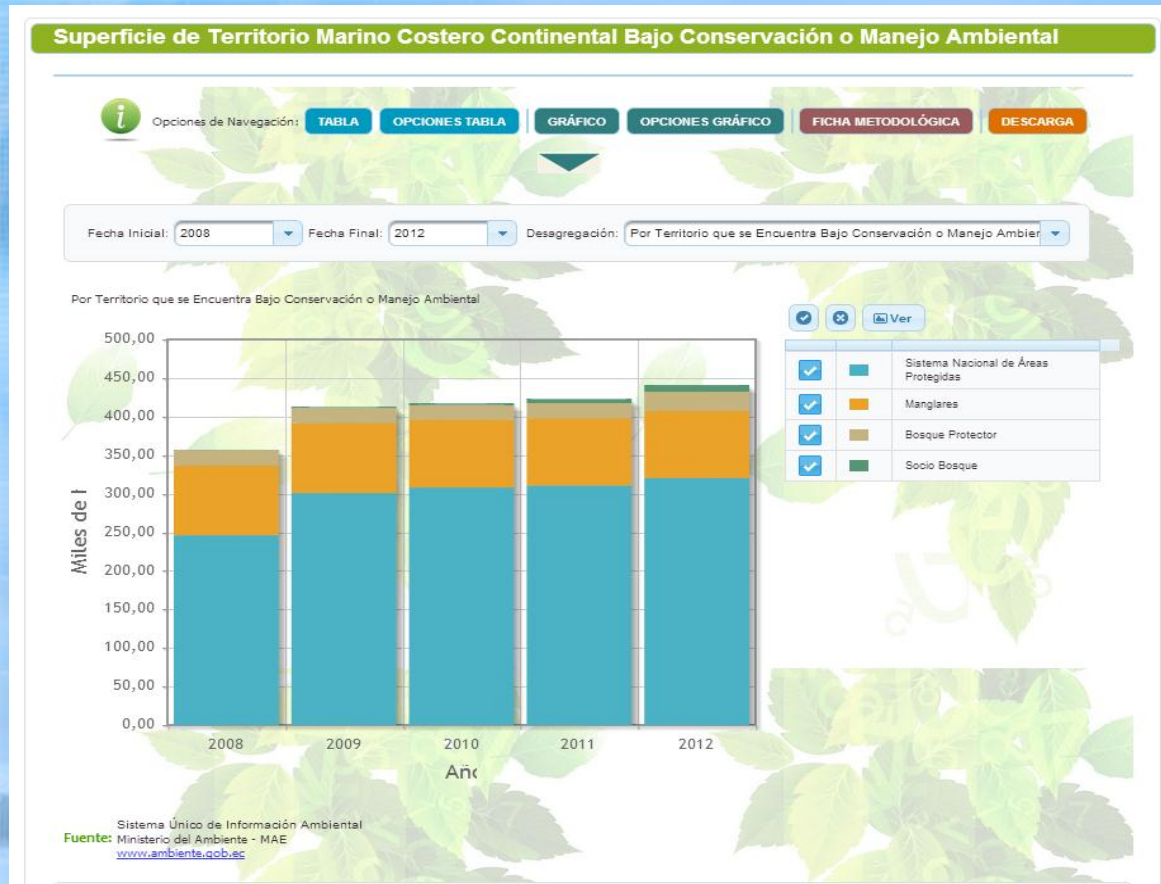 Superficie de Territorio Marino Costero Continental Bajo Conservación o Manejo Ambiental
Opciones de Navegación: TABLA OPCIONES TABLA GRÁFICO OPCIONES GRÁFICO FICHA METODOLÓGICA DESCARGA
Fecha Inicial: 2008 Fecha Final: 2012 Desagregación: Por Territorio que se Encuentra Bajo Conservación o Manejo Ambier
Por Territorio que se Encuentra Bajo Conservación o Manejo Ambiental
Ver
Sistema Nacional de Áreas
Protegidas
Manglares
Bosque Protector
Socio Bosque
500,00
450,00
400,00
350,00
300,00
250,00
200,00
150,00
100,00
50,00
0,00
Miles de
2008 2009 2010 2011 2012
Año
Fuente:
Sistema Único de Información Ambiental
Ministerio del Ambiente - MAE
www.ambiente.gob.ec